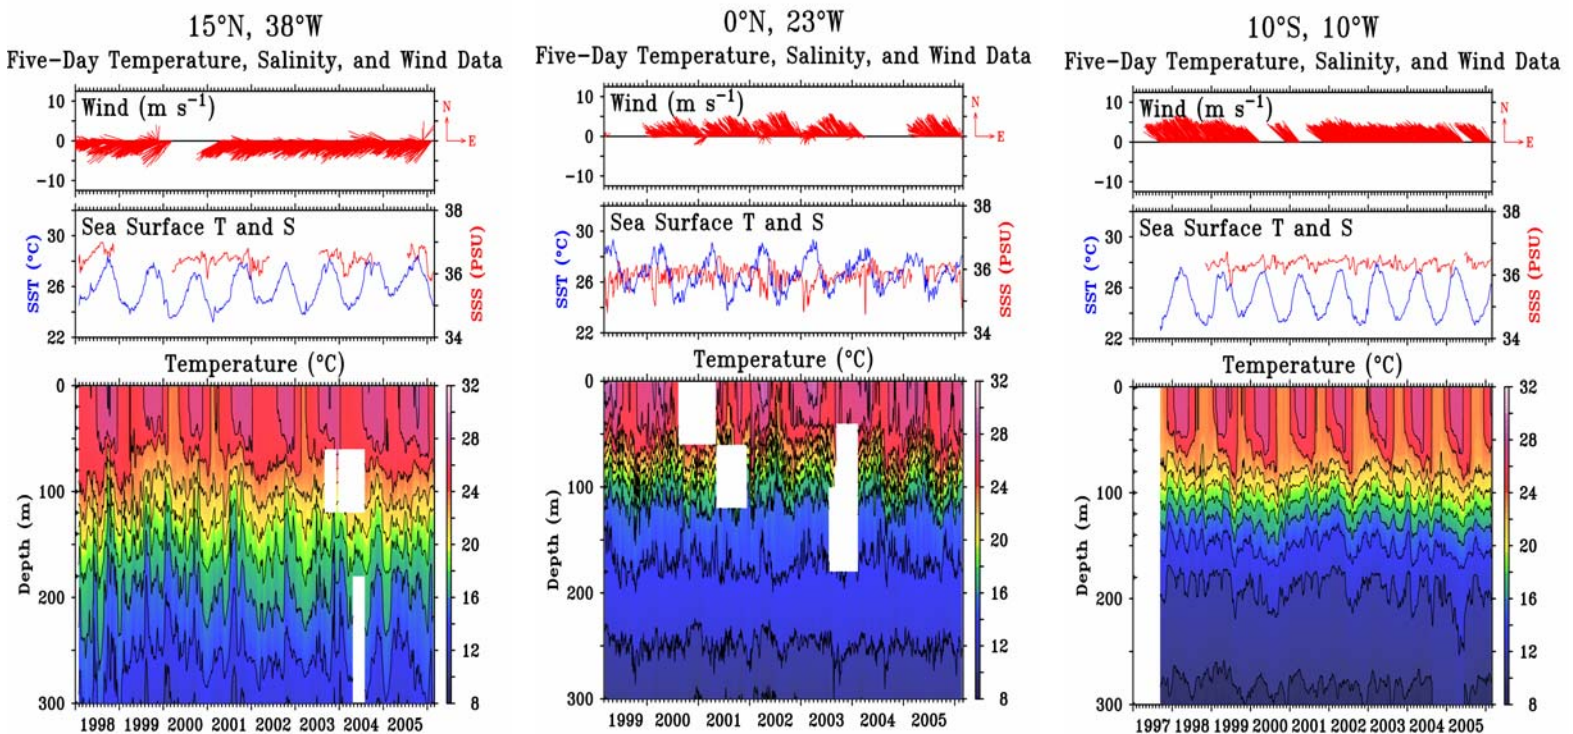 15°N, 38°W
Five-Day Temperature, Salinity, and Wind Data
Wind (m s⁻¹)
10
0
-10
N
E
Sea Surface T and S
SST (°C)
30
26
22
38
36
34
SSS (PSU)
Temperature (°C)
Depth (m)
0
100
200
300
32
28
24
20
16
12
8
1998 1999 2000 2001 2002 2003 2004 2005
0°N, 23°W
Five-Day Temperature, Salinity, and Wind Data
Wind (m s⁻¹)
10
0
-10
N
E
Sea Surface T and S
SST (°C)
30
26
22
38
36
34
SSS (PSU)
Temperature (°C)
Depth (m)
0
100
200
300
32
28
24
20
16
12
8
1999 2000 2001 2002 2003 2004 2005
10°S, 10°W
Five-Day Temperature, Salinity, and Wind Data
Wind (m s⁻¹)
10
0
-10
N
E
Sea Surface T and S
SST (°C)
30
26
22
38
36
34
SSS (PSU)
Temperature (°C)
Depth (m)
0
100
200
300
32
28
24
20
16
12
8
1997 1998 1999 2000 2001 2002 2003 2004 2005